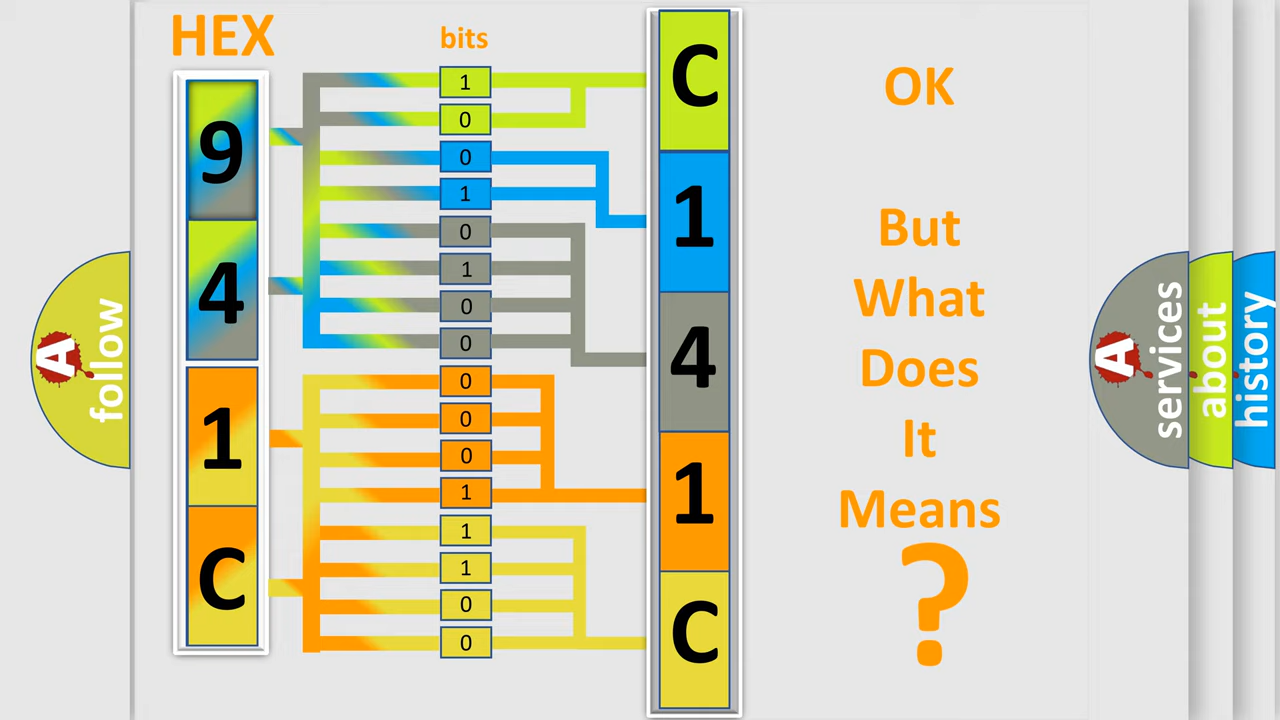 HEX
bits
9
4
1
C
1
0
0
1
0
1
0
0
0
0
0
1
1
1
0
0
C
1
4
1
C
OK
But
What
Does
It
Means
?
A
follow
A
services
about
history